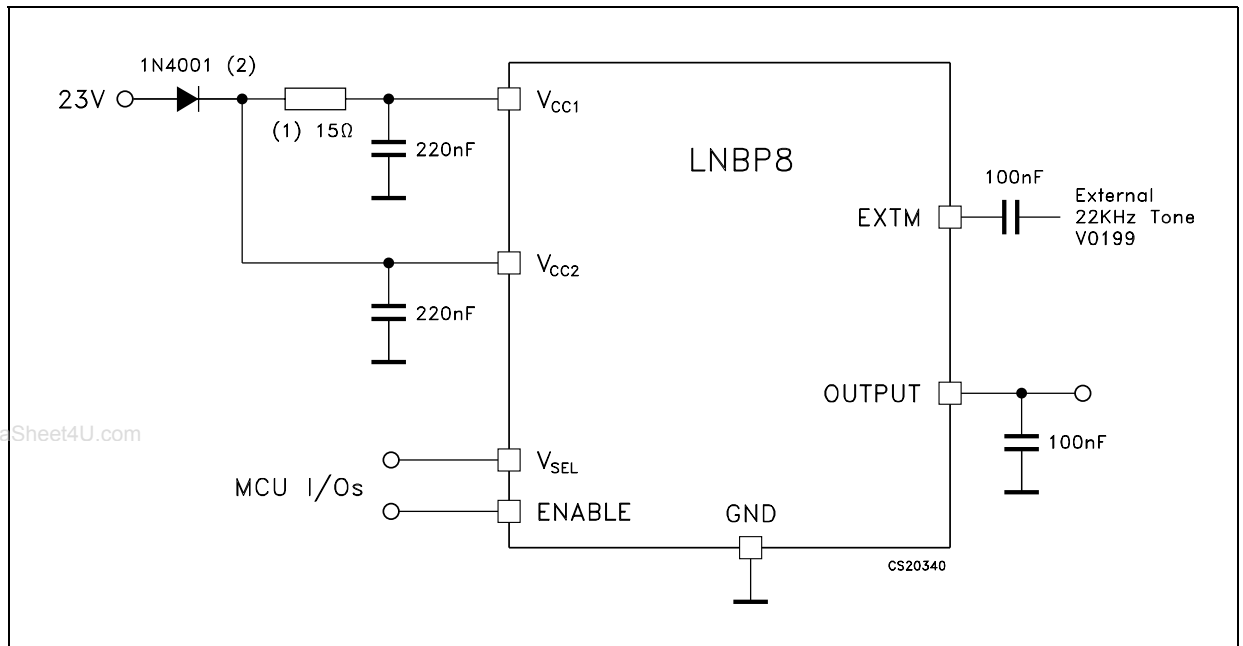 1N4001 (2)
23V
(1) 15Ω
220nF
VCC1
LNBP8
100nF
EXTM
External
22KHz Tone
V0199
VCC2
220nF
OUTPUT
100nF
aSheet4U.com
VSEL
MCU I/Os
ENABLE
GND
CS20340